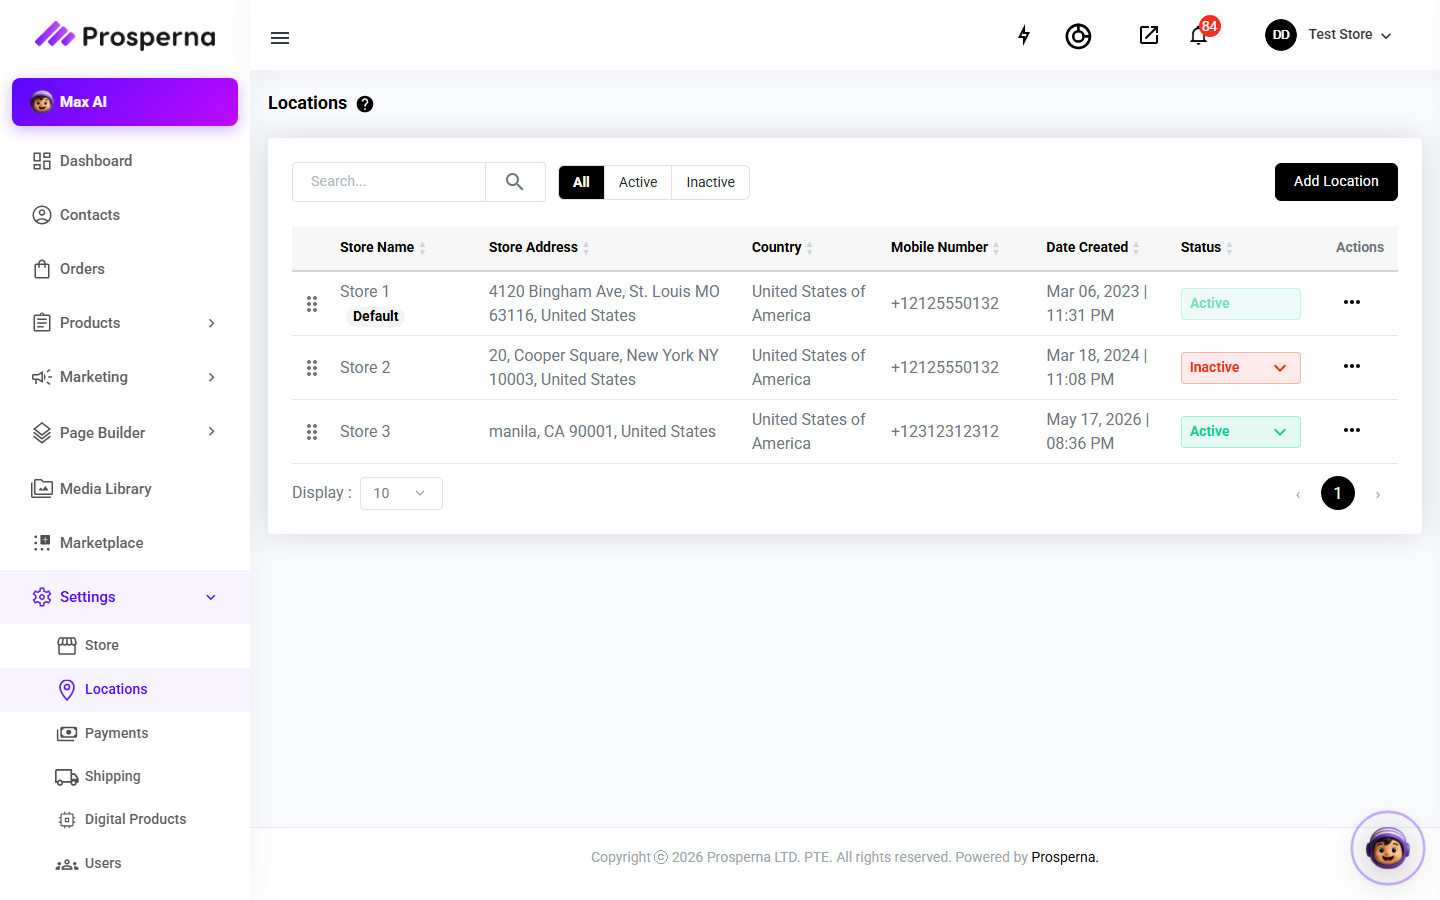 Prosperna
84
DD
Test Store
Max AI
Dashboard
Contacts
Orders
Products
Marketing
Page Builder
Media Library
Marketplace
Settings
Store
Locations
Payments
Shipping
Digital Products
Users
Locations ?
Search...
All Active Inactive
Add Location
Store Name Store Address Country Mobile Number Date Created Status Actions
Store 1 4120 Bingham Ave, St. Louis MO United States of +12125550132 Mar 06, 2023 | Active
Default 63116, United States America 11:31 PM
Store 2 20, Cooper Square, New York NY United States of +12125550132 Mar 18, 2024 | Inactive
10003, United States America 11:08 PM
Store 3 manila, CA 90001, United States United States of +12312312312 May 17, 2026 | Active
America 08:36 PM
Display : 10
‹ 1 ›
Copyright © 2026 Prosperna LTD. PTE. All rights reserved. Powered by Prosperna.